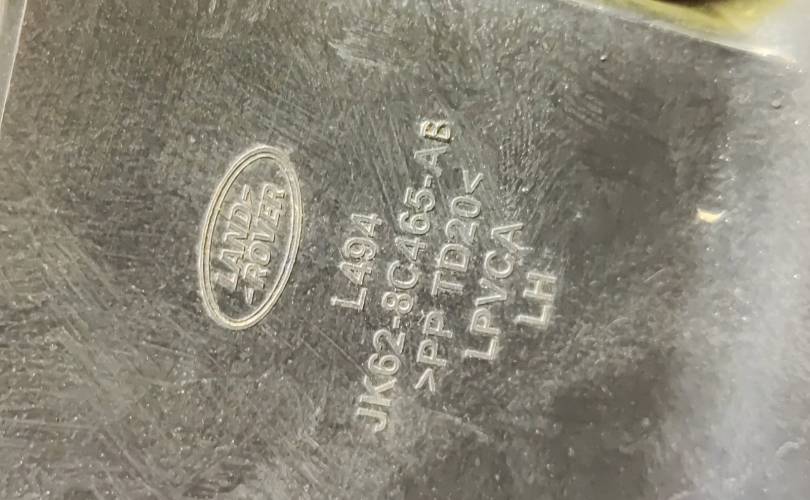 LAND-
-ROVER
L494
JK62-8C465-AB
>PP TD20<
LPVCA
LH